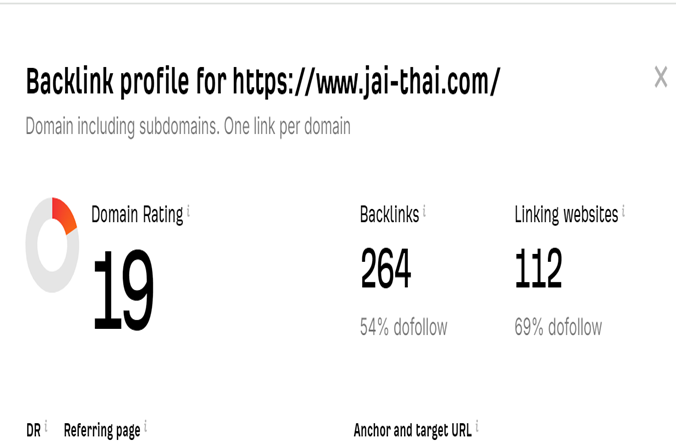 Backlink profile for https://www.jai-thai.com/
Domain including subdomains. One link per domain
Domain Rating i
Backlinks i
Linking websites i
19
264
112
54% dofollow
69% dofollow
DR i
Referring page i
Anchor and target URL i